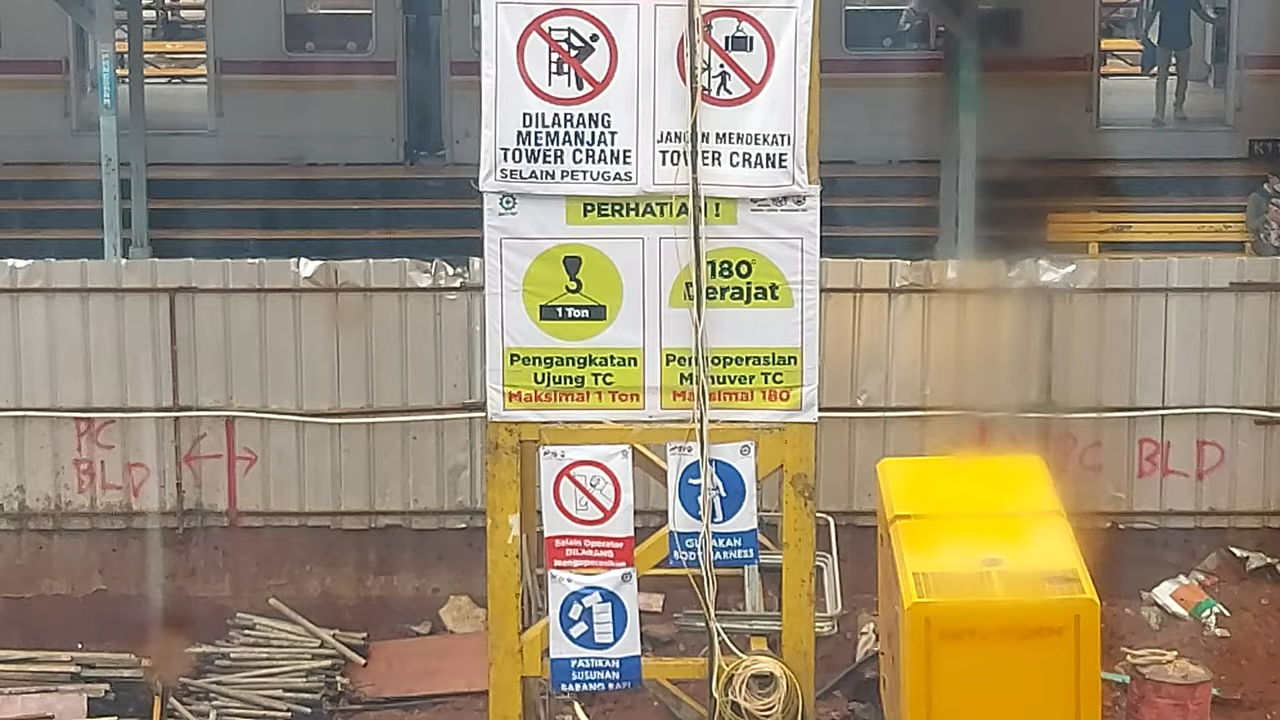 DILARANG
MEMANJAT
TOWER CRANE
SELAIN PETUGAS
JANGAN MENDEKATI
TOWER CRANE
PERHATIAN !
1 Ton
Pengangkatan
Ujung TC
Maksimal 1 Ton
180°
Derajat
Pengoperasian
Manuver TC
Maksimal 180
PC
BLD
PC BLD
Selain Operator
DILARANG
Mengoperasikan
GUNAKAN
BODY HARNESS
PASTIKAN
SUSUNAN
BARANG RAPI